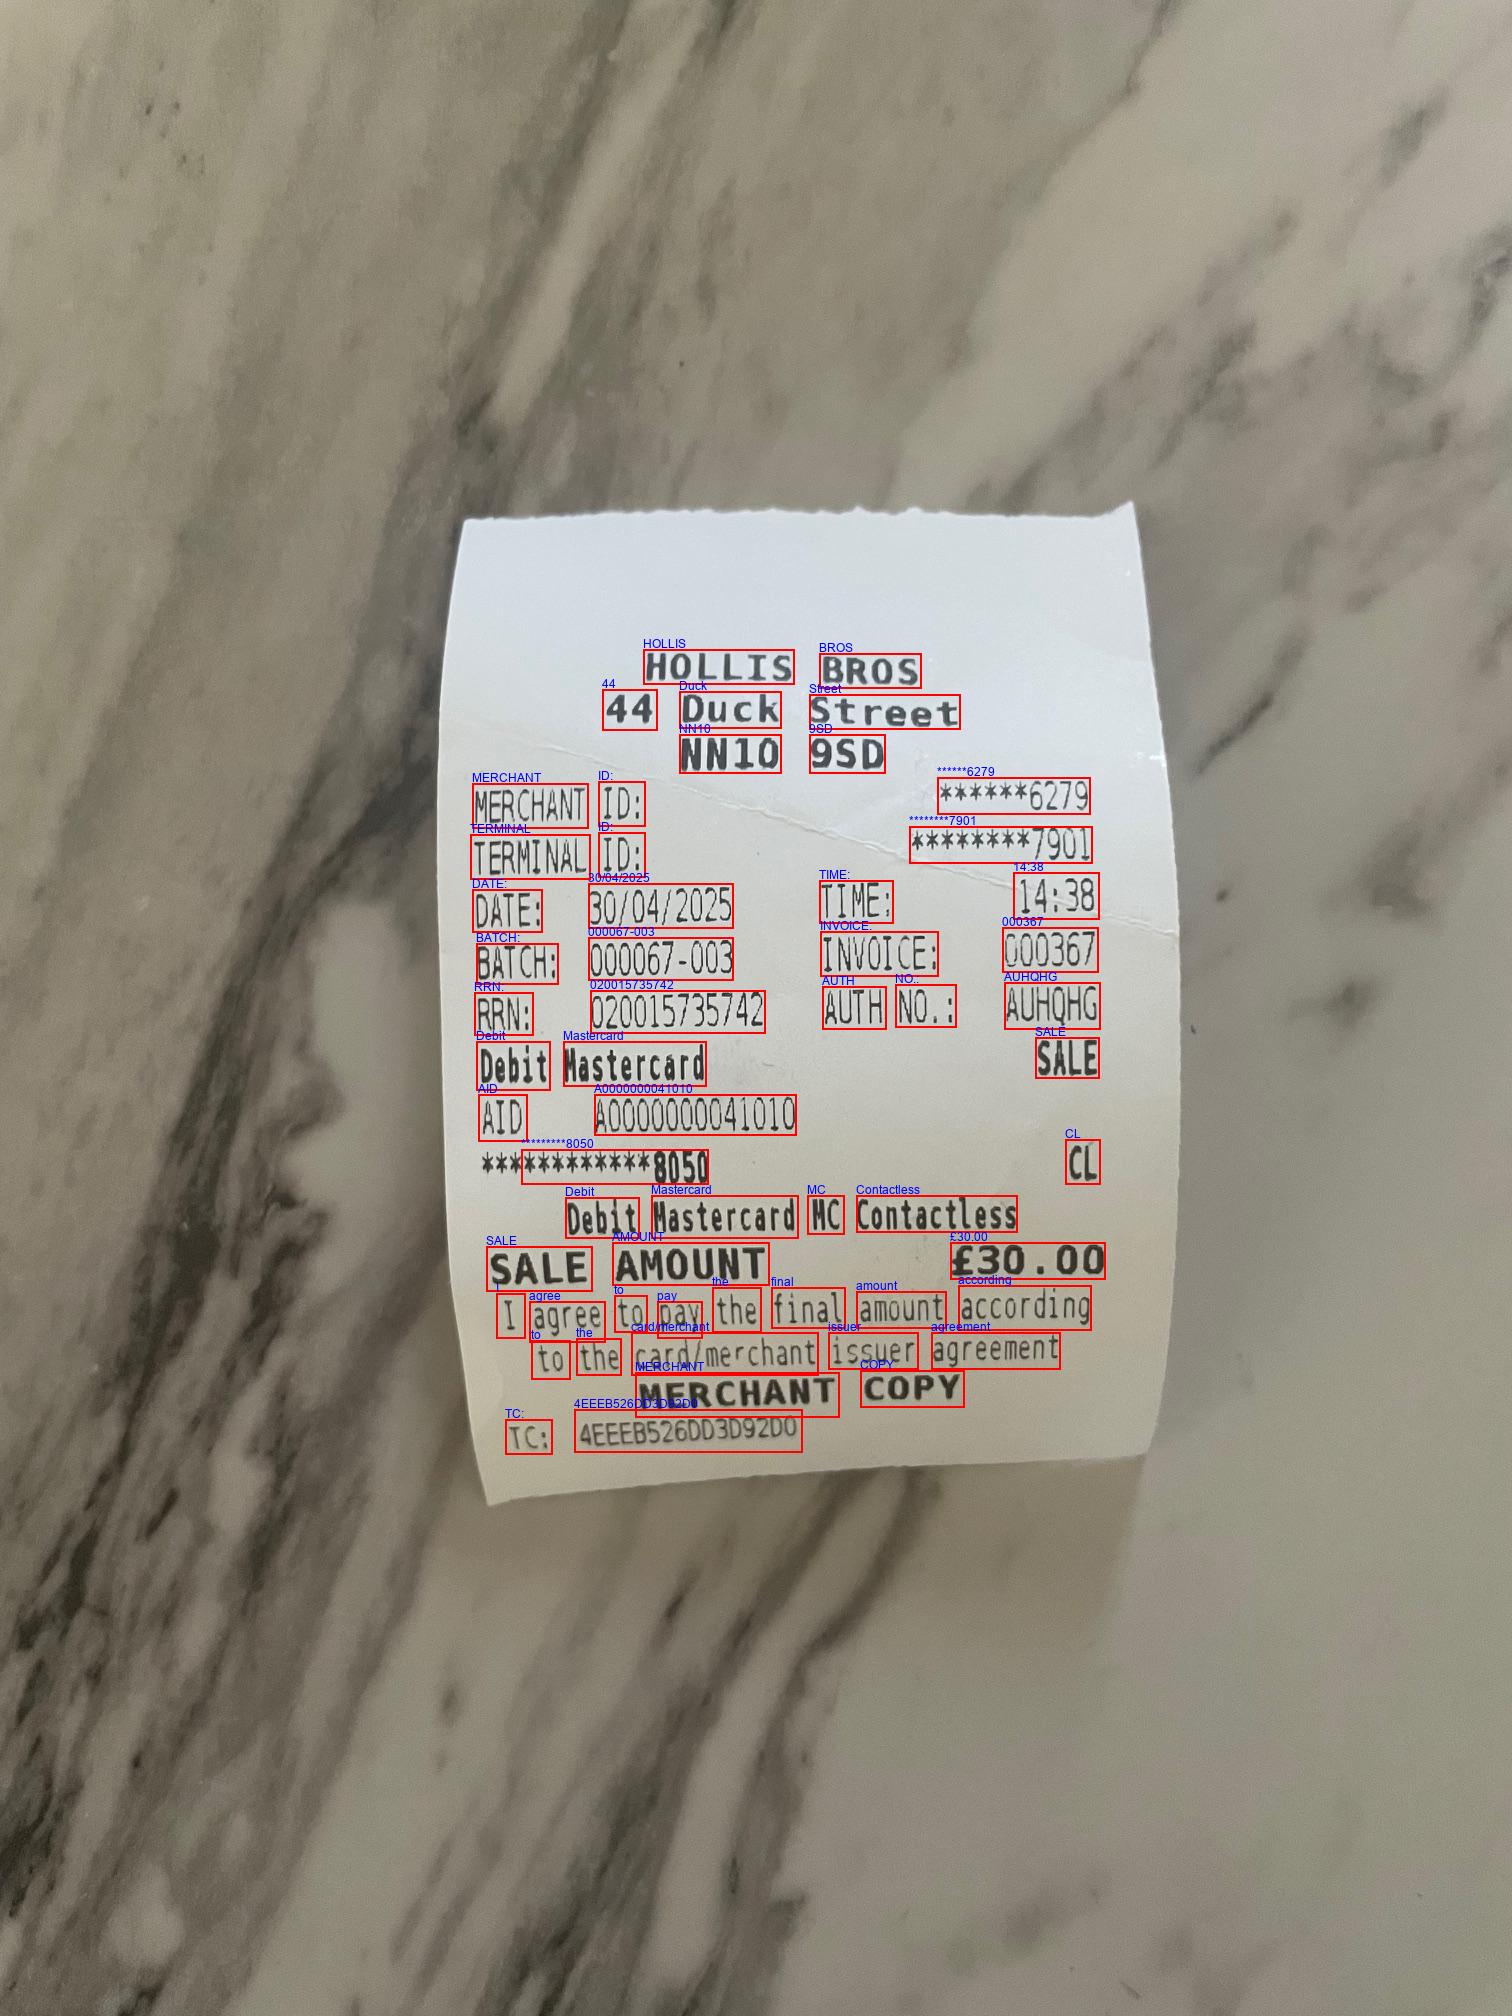 HOLLIS BROS
44 Duck Street
NN10 9SD
MERCHANT ID: ******6279
TERMINAL ID: ********7901
DATE: 30/04/2025 TIME: 14:38
BATCH: 000067-003 INVOICE: 000367
RRN: 020015735742 AUTH NO.: AUHQHG
Debit Mastercard SALE
AID A0000000041010
************8050 CL
Debit Mastercard MC Contactless
SALE AMOUNT £30.00
I agree to pay the final amount according
to the card/merchant issuer agreement
MERCHANT COPY
TC: 4EEEB526DD3D92D0